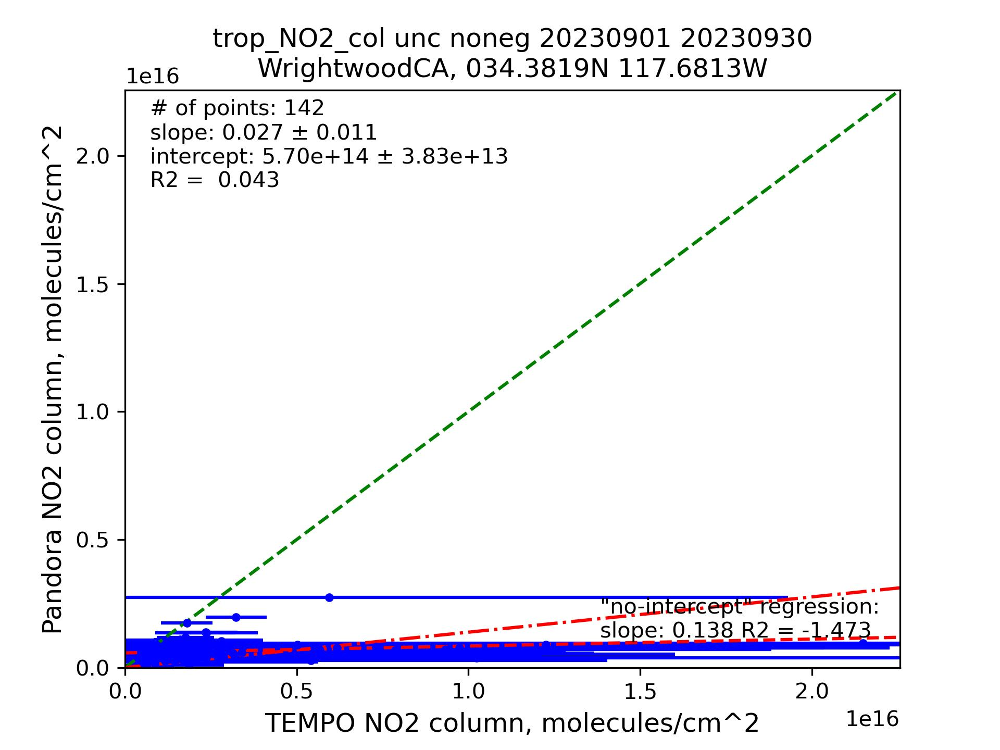 trop_NO2_col unc noneg 20230901 20230930
WrightwoodCA, 034.3819N 117.6813W
1e16
# of points: 142
slope: 0.027 ± 0.011
intercept: 5.70e+14 ± 3.83e+13
R2 =  0.043
Pandora NO2 column, molecules/cm^2
2.0
1.5
1.0
0.5
0.0
"no-intercept" regression:
slope: 0.138 R2 = -1.473
0.0 0.5 1.0 1.5 2.0
TEMPO NO2 column, molecules/cm^2
1e16